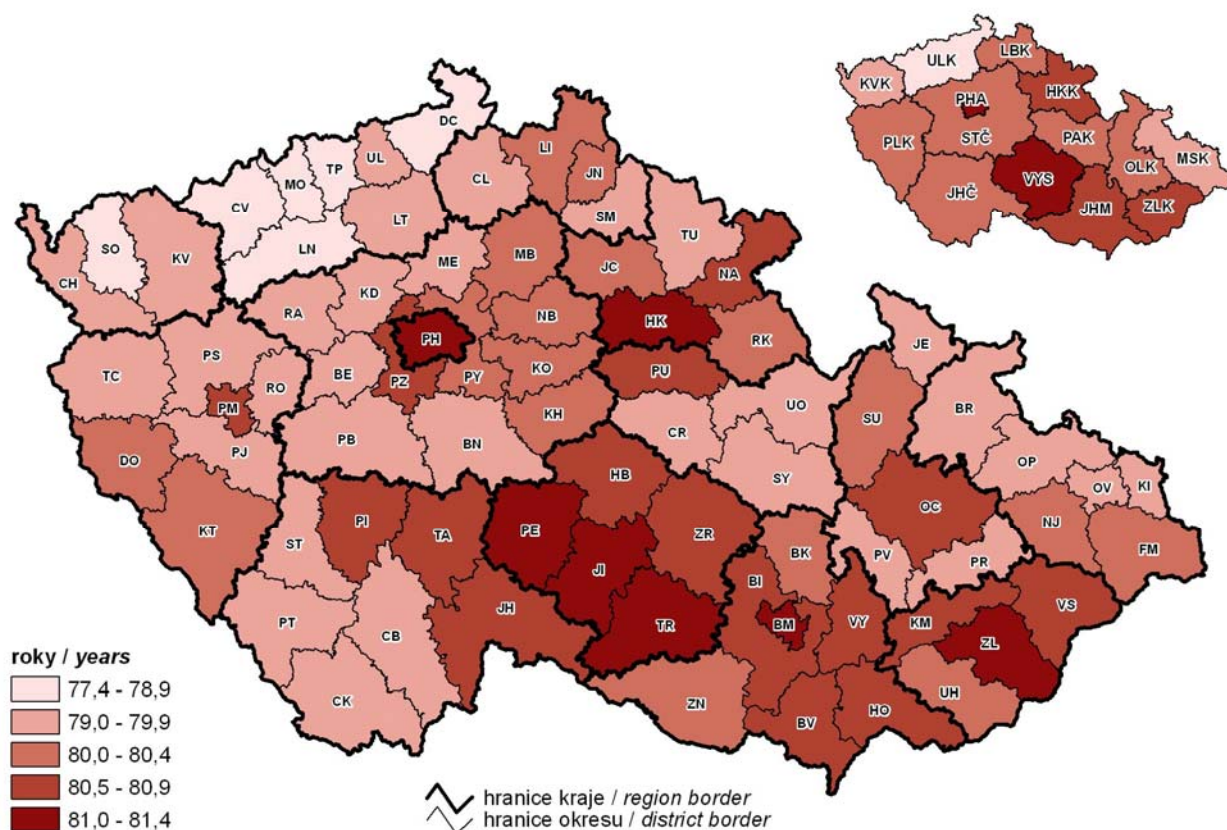 ULK
LBK
KVK
HKK
PHA
PLK
STČ
PAK
OLK
MSK
VYS
JHČ
JHM
ZLK
DC
LI
JN
UL
TP
MO
CV
CL
SM
TU
LT
LN
SO
KV
CH
ME
MB
JC
NA
RA
KD
NB
HK
PH
RK
JE
PS
TC
RO
BE
PZ
PY
KO
PU
PM
SU
BR
UO
PJ
PB
BN
KH
CR
DO
OP
OV
KI
SY
HB
KT
OC
NJ
FM
ST
PI
TA
PE
ZR
JI
BK
PV
PR
BI
VS
PT
CB
JH
TR
BM
VY
KM
ZL
CK
ZN
UH
BV
HO
roky / years
77,4 - 78,9
79,0 - 79,9
80,0 - 80,4
80,5 - 80,9
81,0 - 81,4
hranice kraje / region border
hranice okresu / district border